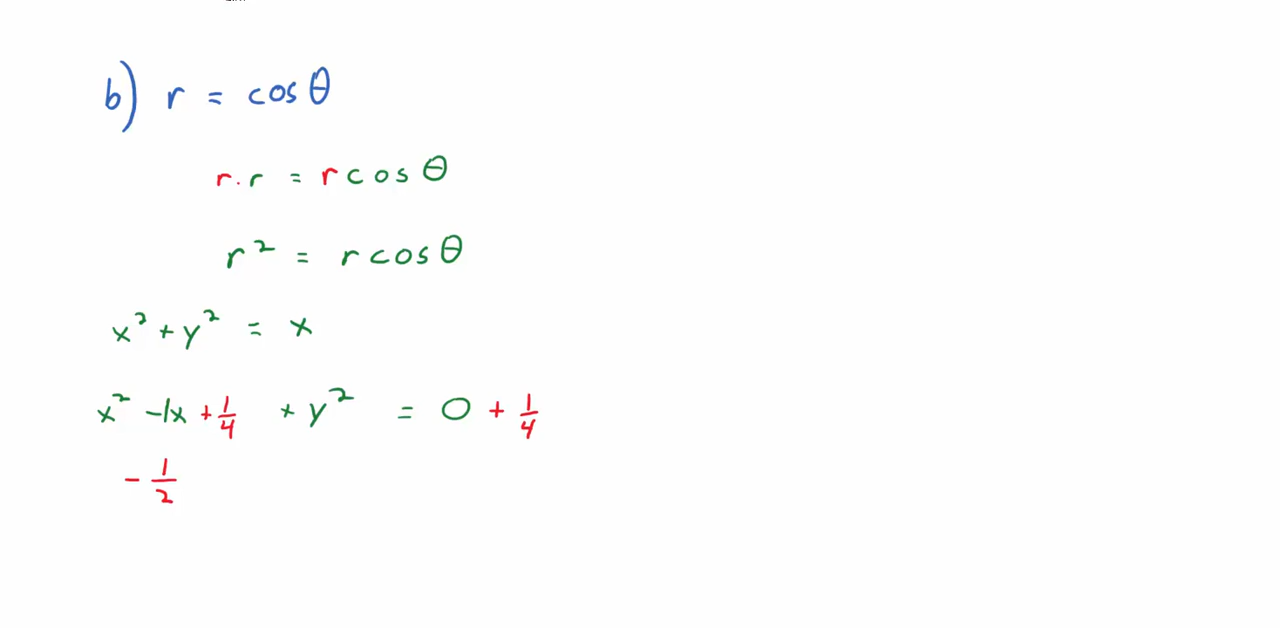 b) r = cos θ
r · r = r cos θ
r² = r cos θ
x² + y² = x
x² - 1x + 1/4 + y² = 0 + 1/4
- 1/2